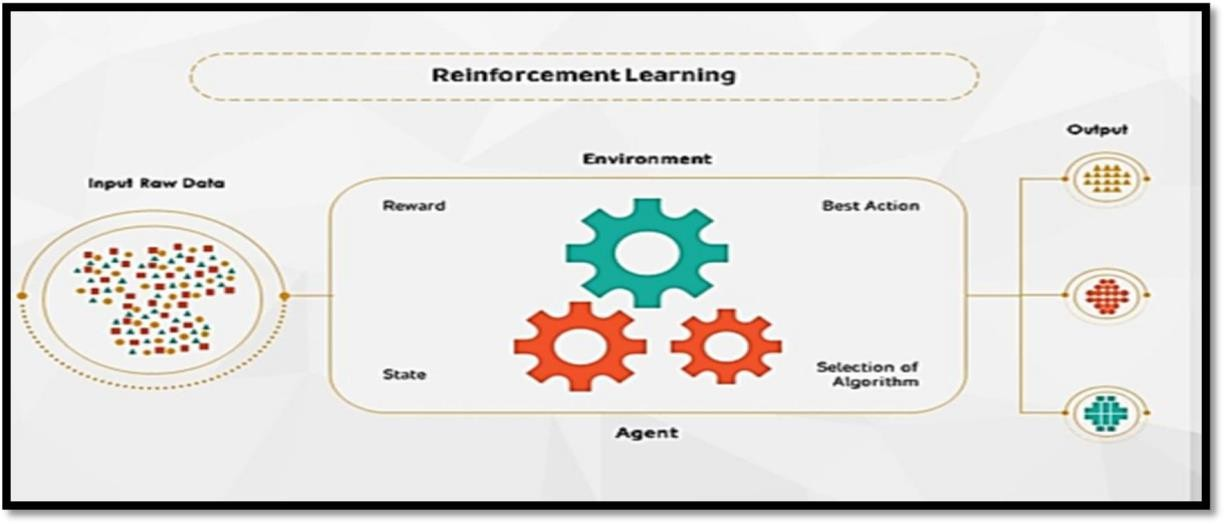 Reinforcement Learning
Output
Environment
Input Raw Data
Reward
Best Action
State
Selection of
Algorithm
Agent